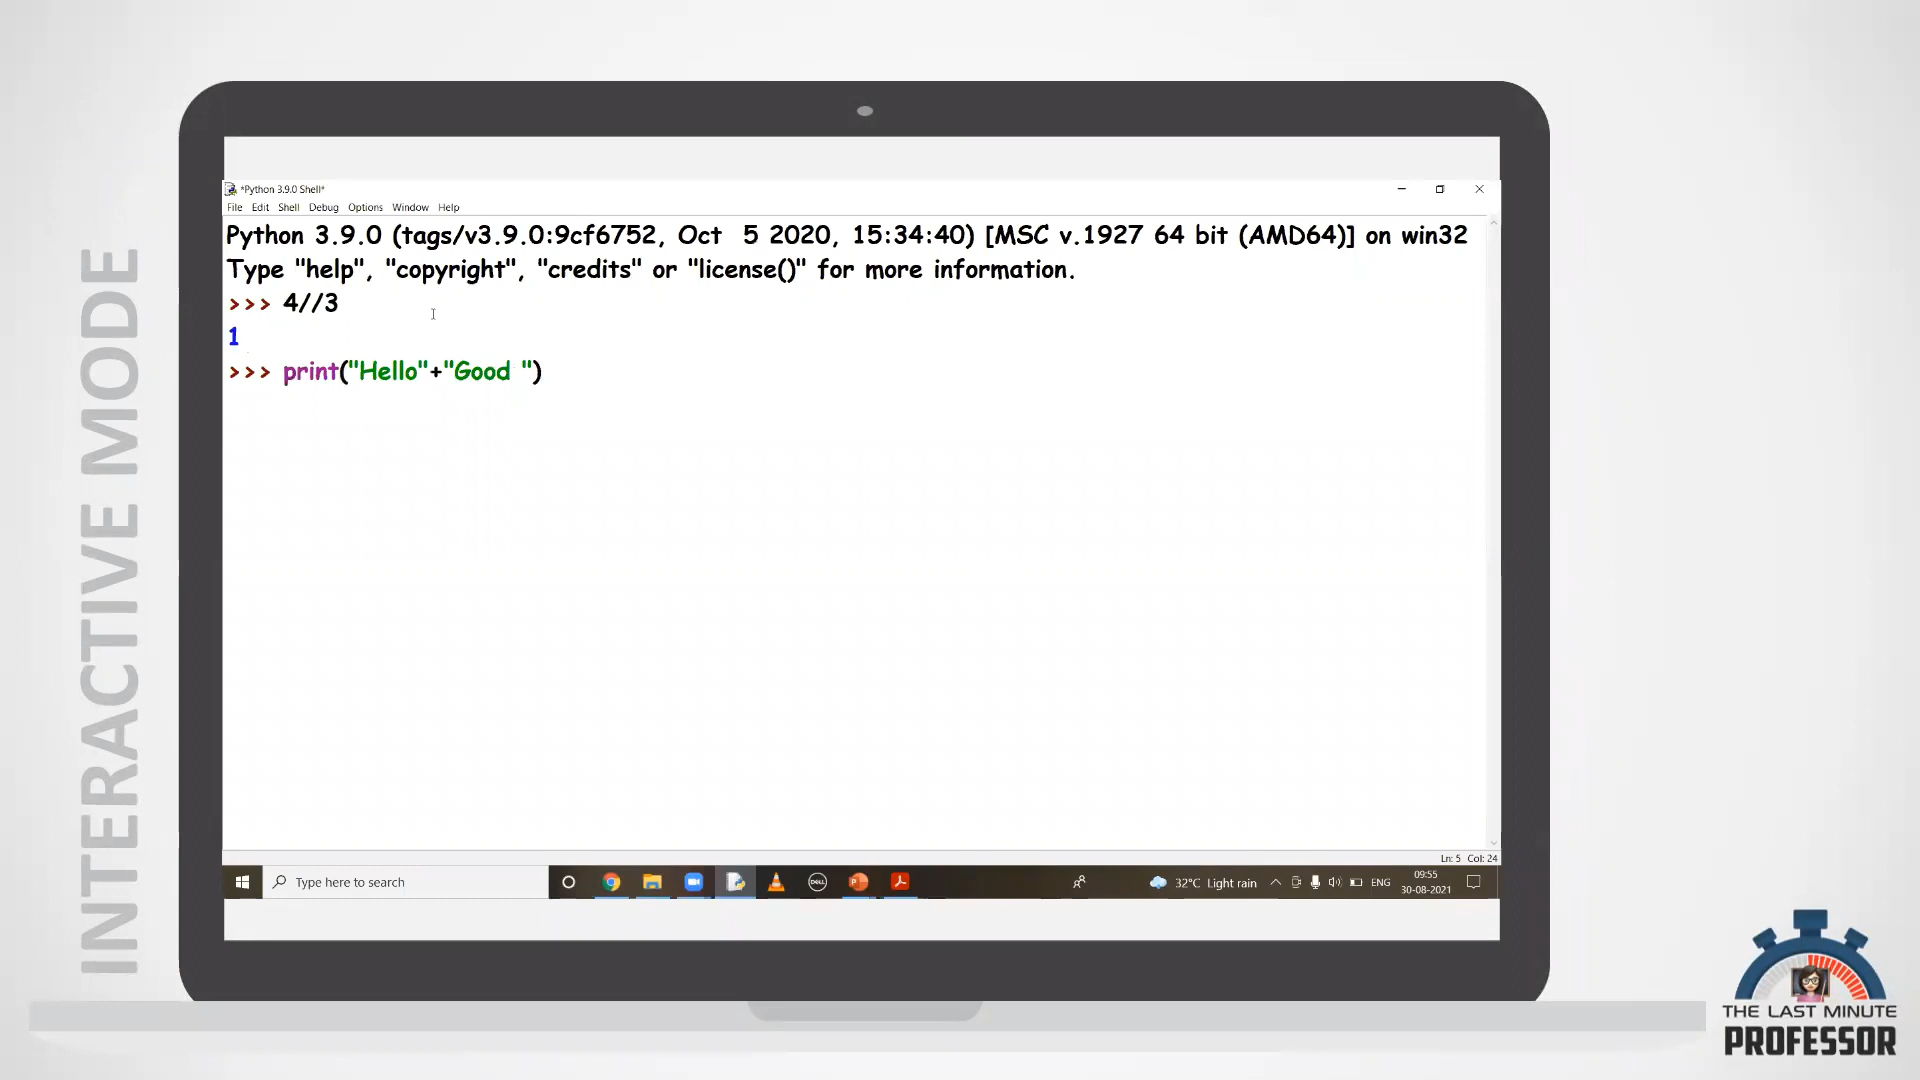 INTERACTIVE MODE
*Python 3.9.0 Shell*
File Edit Shell Debug Options Window Help
Python 3.9.0 (tags/v3.9.0:9cf6752, Oct  5 2020, 15:34:40) [MSC v.1927 64 bit (AMD64)] on win32
Type "help", "copyright", "credits" or "license()" for more information.
>>> 4//3
1
>>> print("Hello"+"Good ")
Ln: 5 Col: 24
Type here to search
DELL
32°C Light rain
ENG
09:55
30-08-2021
THE LAST MINUTE
PROFESSOR